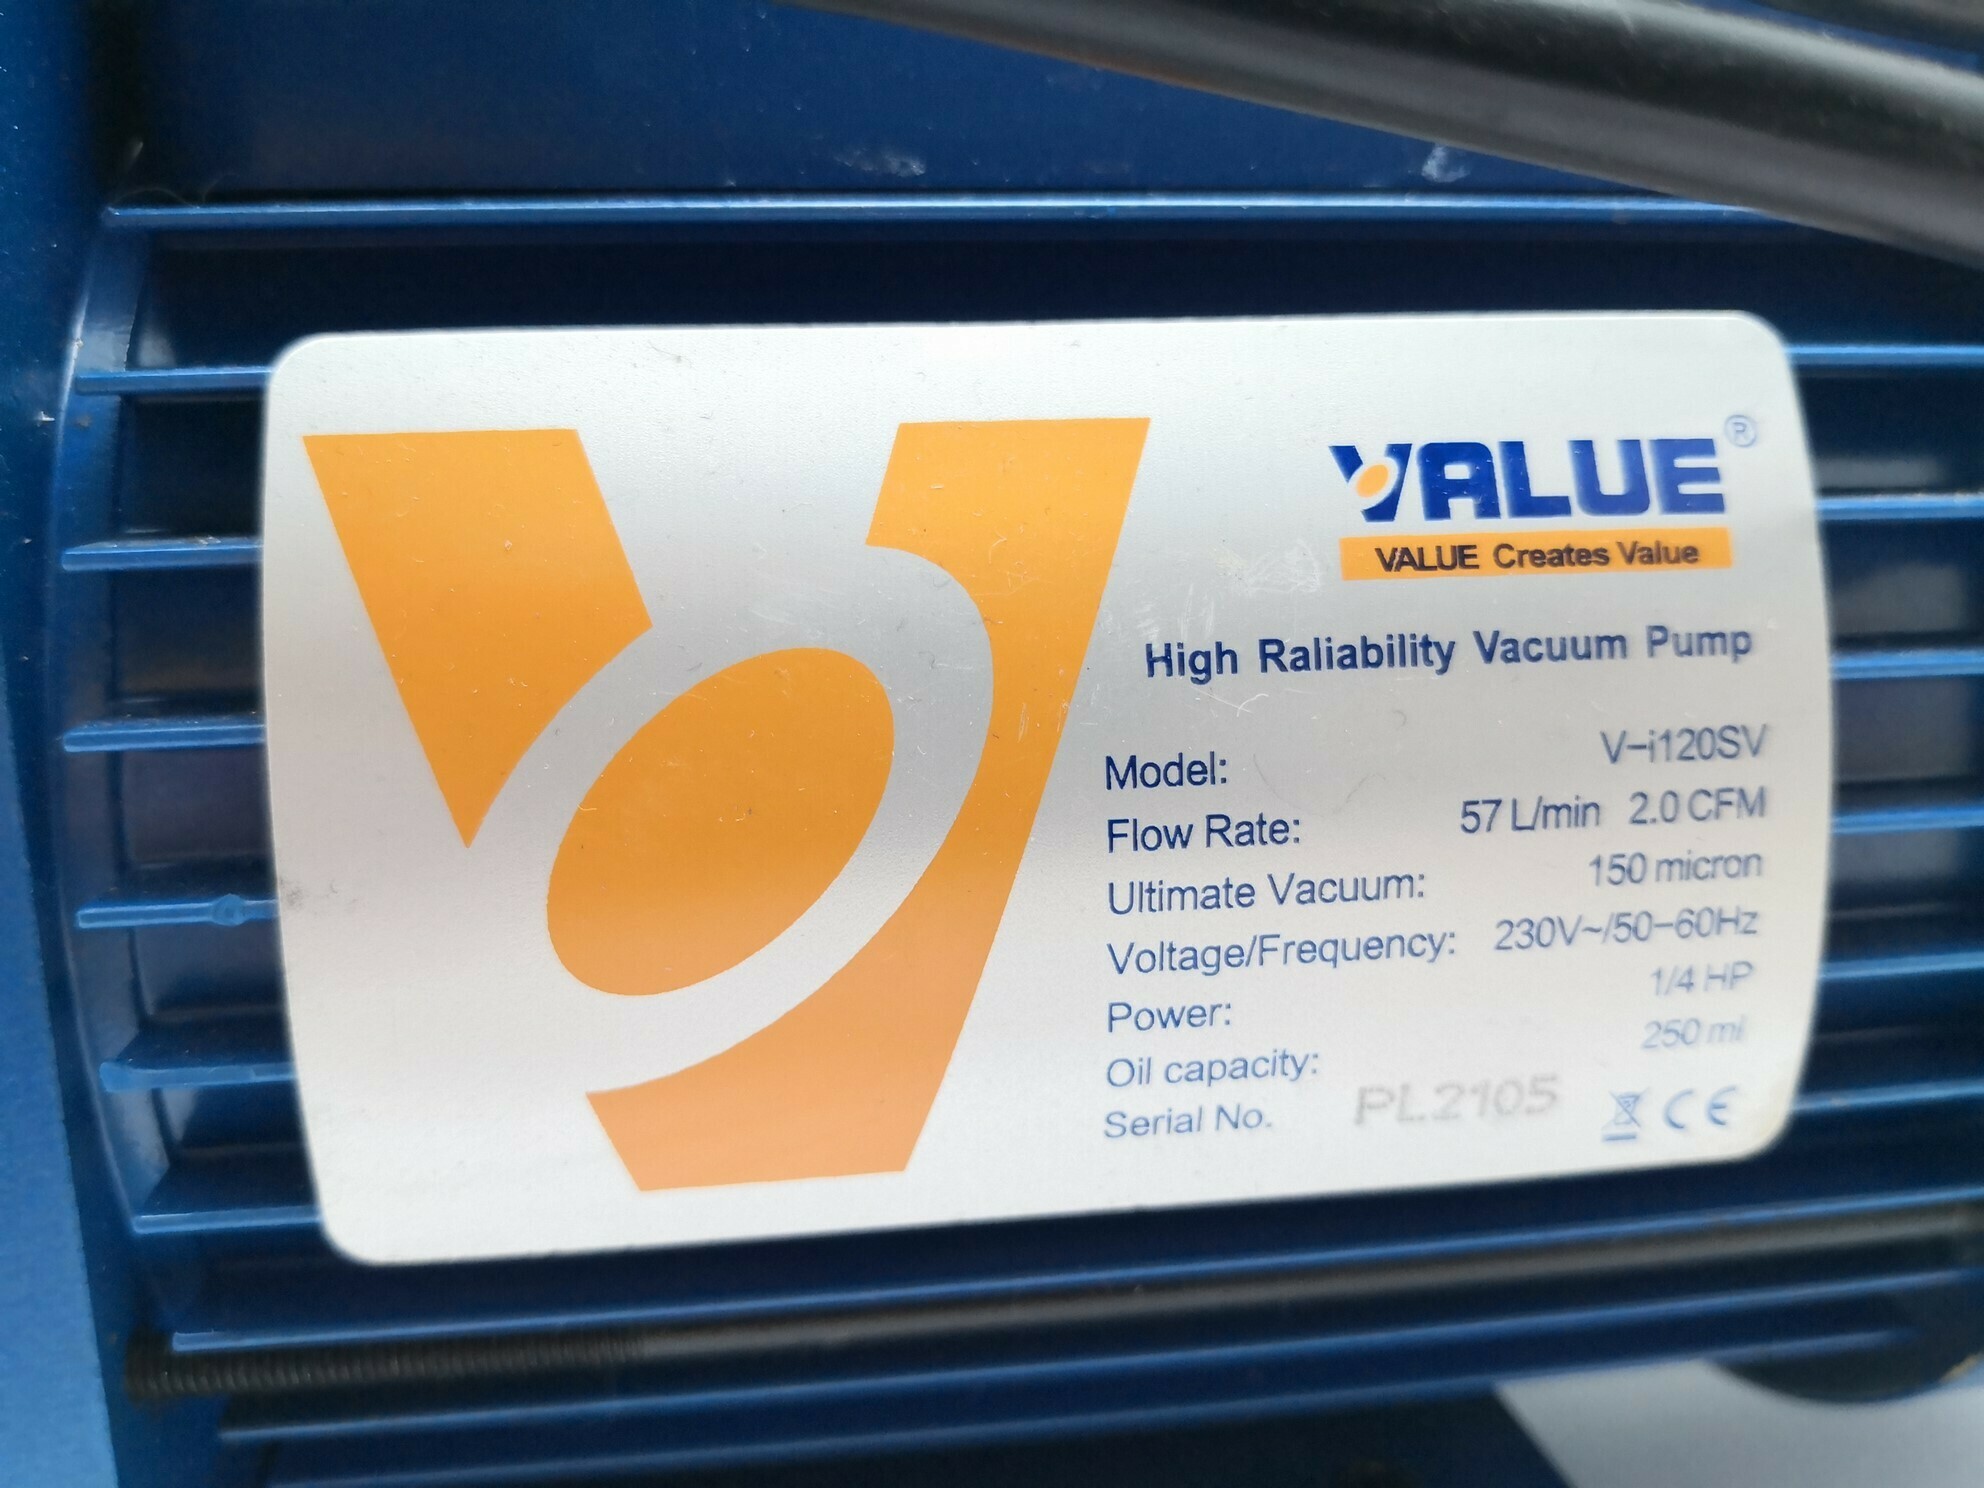 VALUE®
VALUE Creates Value
High Raliability Vacuum Pump
Model: V-i120SV
Flow Rate: 57 L/min 2.0 CFM
Ultimate Vacuum: 150 micron
Voltage/Frequency: 230V~/50-60Hz
Power: 1/4 HP
Oil capacity: 250 ml
Serial No. PL2105
CE